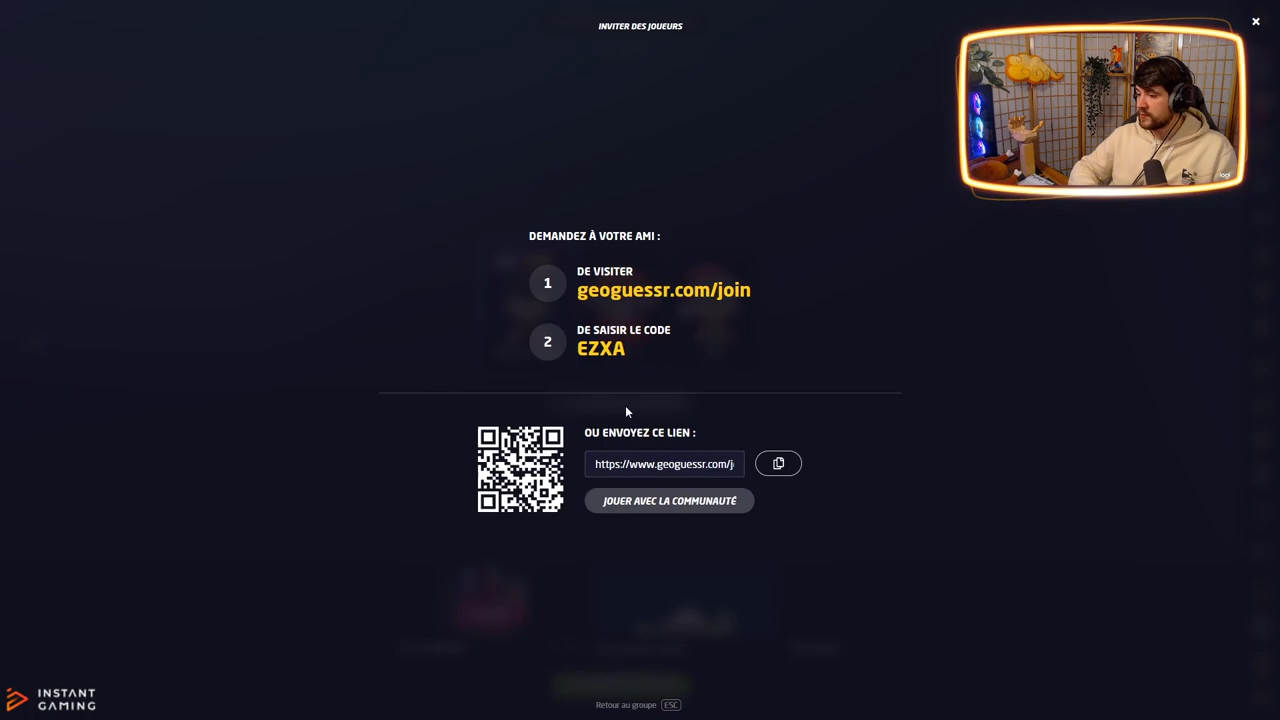 INVITER DES JOUEURS
DEMANDEZ À VOTRE AMI :
1
DE VISITER
geoguessr.com/join
2
DE SAISIR LE CODE
EZXA
OU ENVOYEZ CE LIEN :
https://www.geoguessr.com/j
JOUER AVEC LA COMMUNAUTÉ
Retour au groupe ESC
INSTANT
GAMING
logi